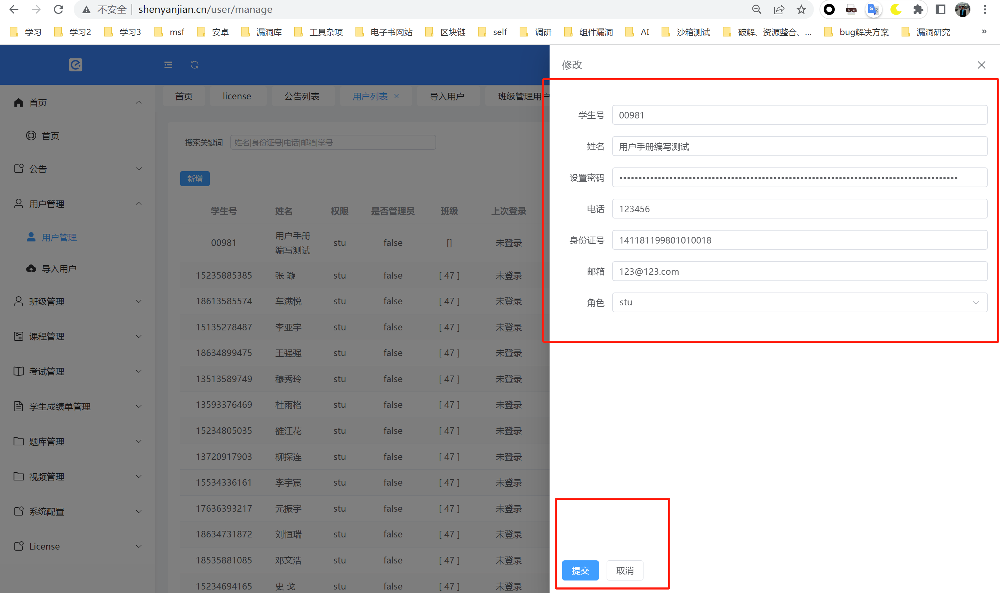 不安全 shenyanjian.cn/user/manage
学习 学习2 学习3 msf 安卓 漏洞库 工具杂项 电子书网站 区块链 self 调研 组件漏洞 AI 沙箱测试 破解、资源整合、... bug解决方案 漏洞研究 »
修改
首页
首页
公告
用户管理
用户管理
导入用户
班级管理
课程管理
考试管理
学生成绩单管理
题库管理
视频管理
系统配置
License
首页 license 公告列表 用户列表 × 导入用户 班级管理用户
搜索关键词 姓名|身份证号|电话|邮箱|学号
新增
学生号 姓名 权限 是否管理员 班级 上次登录
00981 用户手册编写测试 stu false [] 未登录
15235885385 张 璇 stu false [ 47 ] 未登录
18613585574 车满悦 stu false [ 47 ] 未登录
15135278487 李亚宇 stu false [ 47 ] 未登录
18634899475 王强强 stu false [ 47 ] 未登录
13513589749 穆秀玲 stu false [ 47 ] 未登录
13593376469 杜雨格 stu false [ 47 ] 未登录
15234805035 雒江花 stu false [ 47 ] 未登录
13720917903 柳探连 stu false [ 47 ] 未登录
15534336161 李宇宸 stu false [ 47 ] 未登录
17636393217 元振宇 stu false [ 47 ] 未登录
18634731872 刘恒瑞 stu false [ 47 ] 未登录
18535881085 邓文浩 stu false [ 47 ] 未登录
15234694165 史 戈 stu false [ 47 ] 未登录
学生号 00981
姓名 用户手册编写测试
设置密码
电话 123456
身份证号 141181199801010018
邮箱 123@123.com
角色 stu
提交 取消